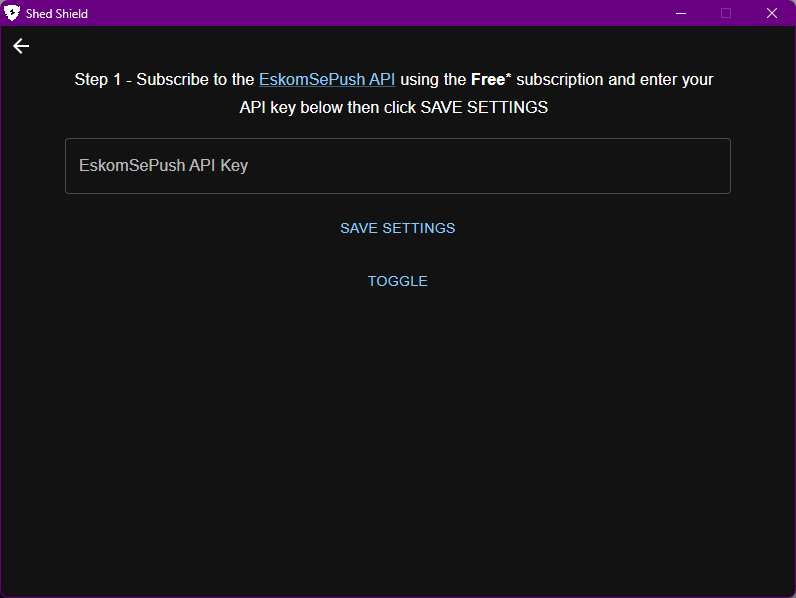 Shed Shield
Step 1 - Subscribe to the EskomSePush API using the Free* subscription and enter your
API key below then click SAVE SETTINGS
EskomSePush API Key
SAVE SETTINGS
TOGGLE